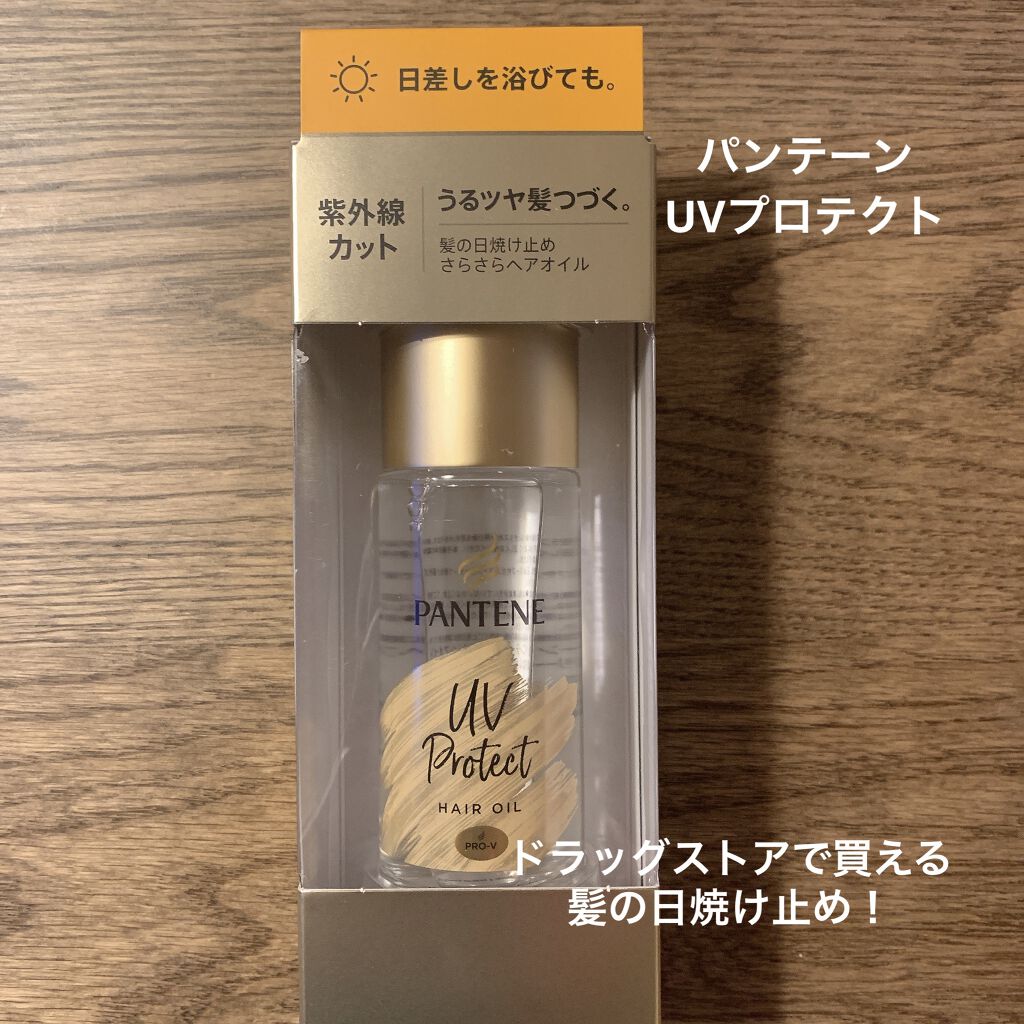 日差しを浴びても。
紫外線
カット
うるツヤ髪つづく。
髪の日焼け止め
さらさらヘアオイル
パンテーン
UVプロテクト
PANTENE
UV
Protect
HAIR OIL
PRO-V
ドラッグストアで買える
髪の日焼け止め！